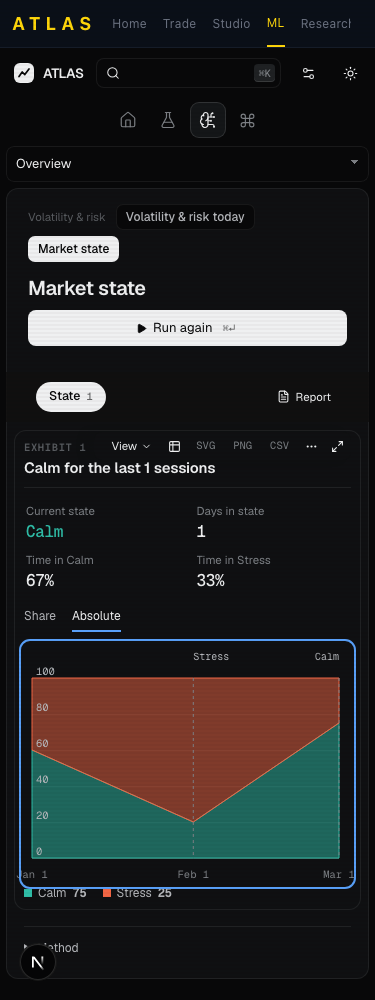 ATLAS Home Trade Studio ML Research
ATLAS ⌘K
Overview
Volatility & risk Volatility & risk today
Market state
Market state
Run again ⌘↵
State 1 Report
EXHIBIT 1 View SVG PNG CSV
Calm for the last 1 sessions
Current state Days in state
Calm 1
Time in Calm Time in Stress
67% 33%
Share Absolute
Stress Calm
100
80
60
40
20
0
Jan 1 Feb 1 Mar 1
Calm 75 Stress 25
N